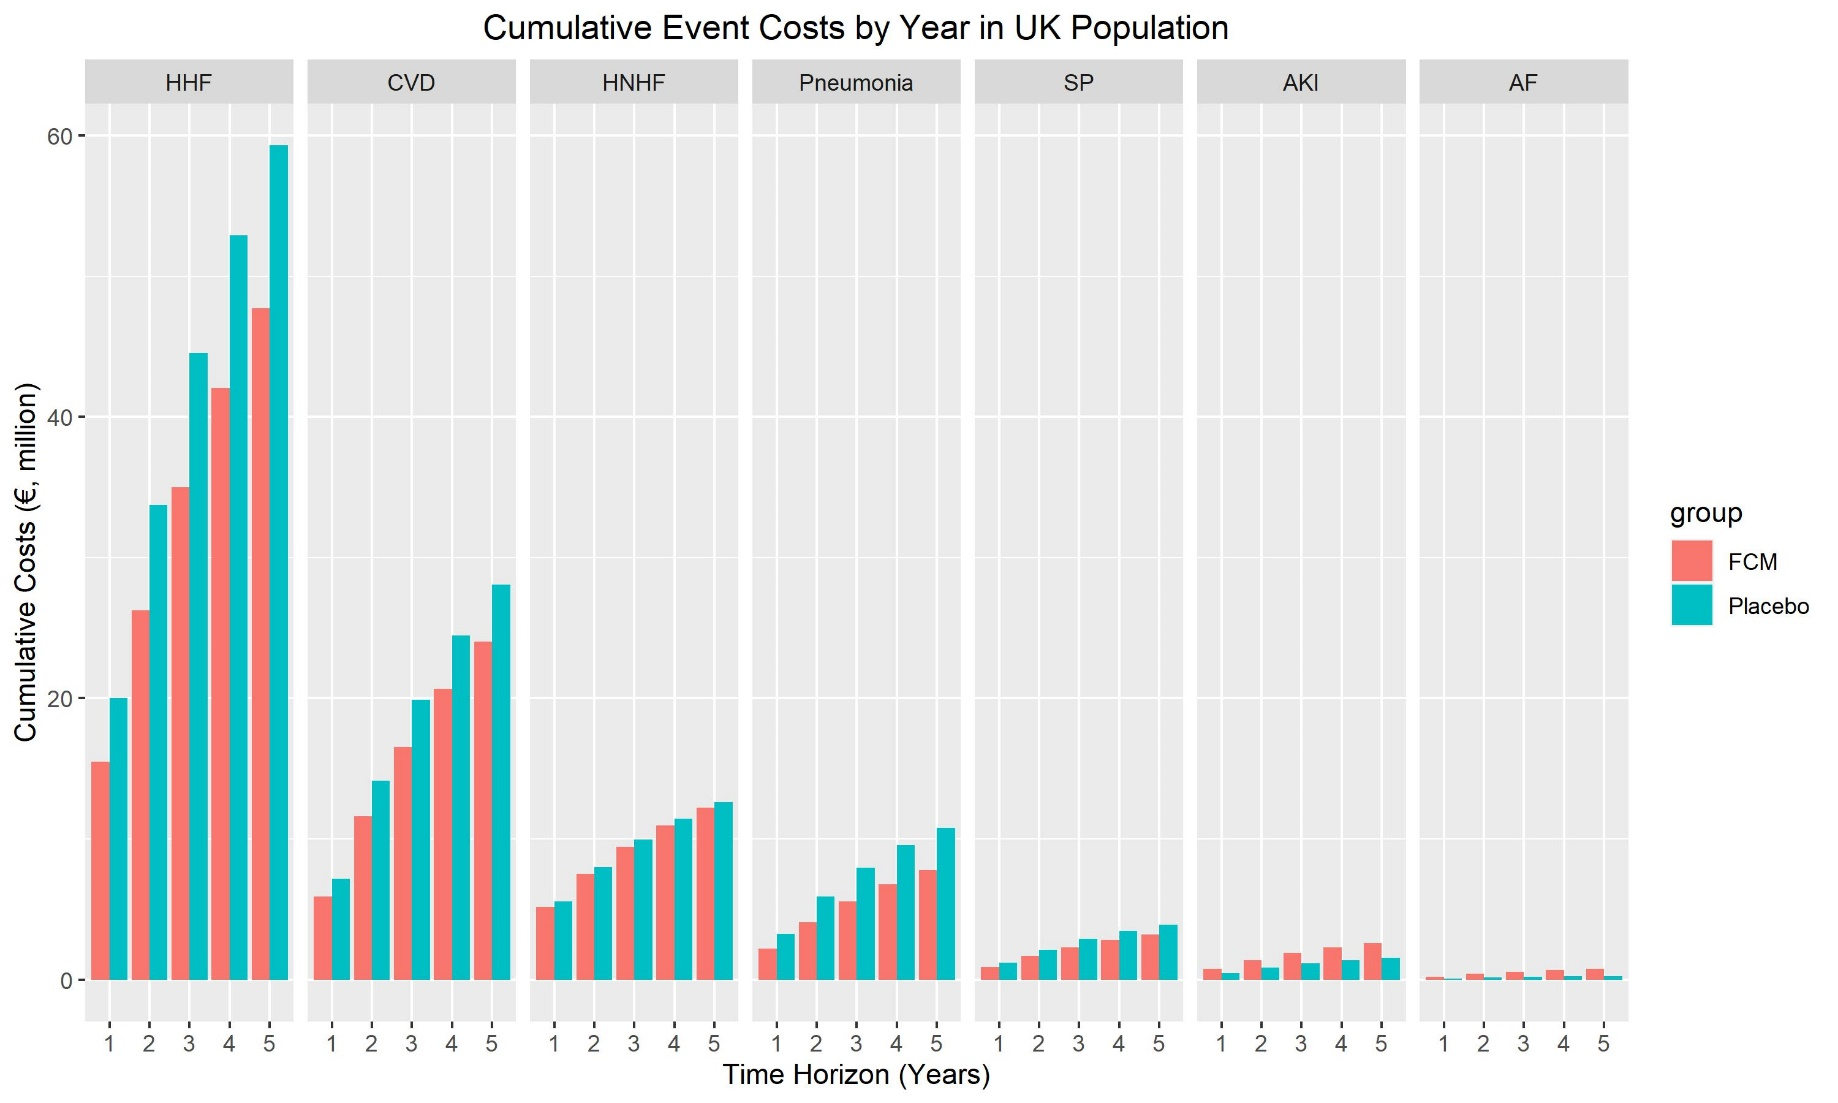 Cumulative Event Costs by Year in UK Population
HHF CVD HNHF Pneumonia SP AKI AF
Cumulative Costs (€, million)
60
40
20
0
1 2 3 4 5 1 2 3 4 5 1 2 3 4 5 1 2 3 4 5 1 2 3 4 5 1 2 3 4 5 1 2 3 4 5
Time Horizon (Years)
group
FCM
Placebo